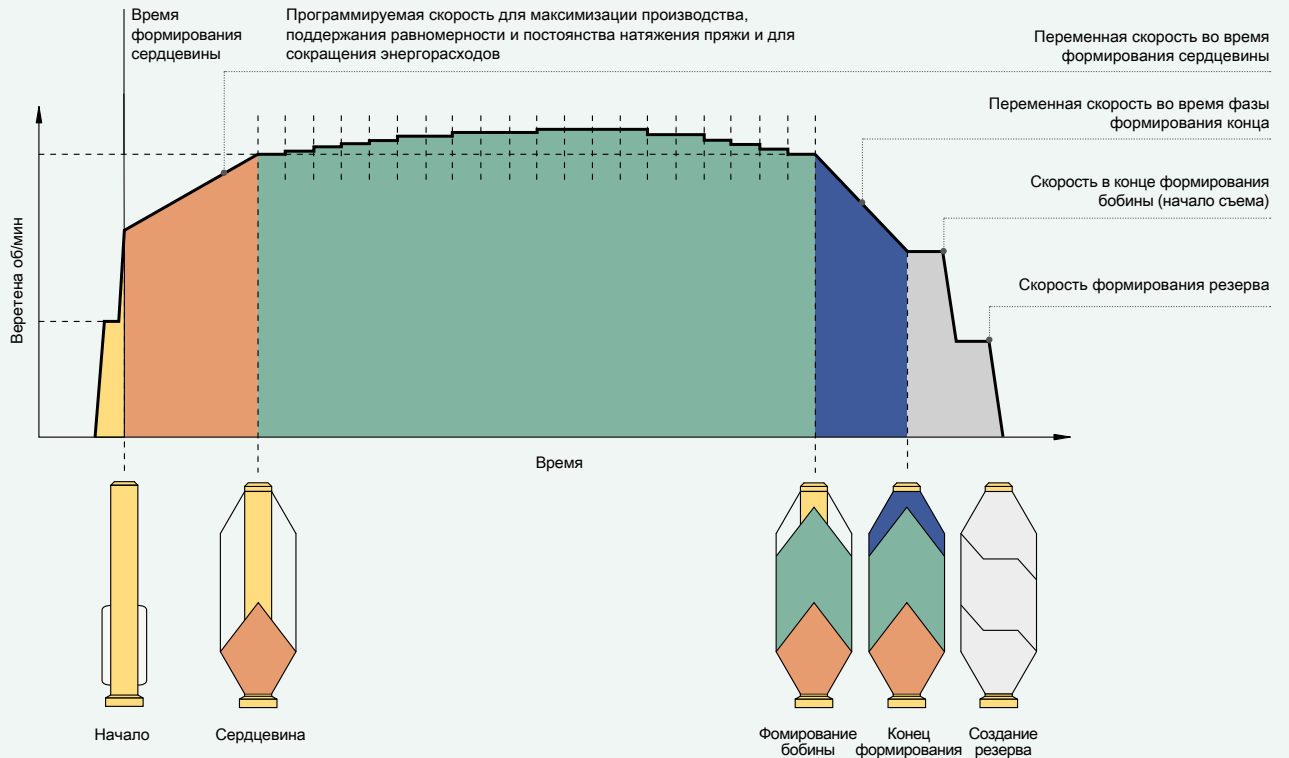 Время
формирования
сердцевины
Программируемая скорость для максимизации производства,
поддержания равномерности и постоянства натяжения пряжи и для
сокращения энергорасходов
Переменная скорость во время
формирования сердцевины
Переменная скорость во время фазы
формирования конца
Скорость в конце формирования
бобины (начало съема)
Скорость формирования резерва
Веретена об/мин
Время
Начало
Сердцевина
Фомирование
бобины
Конец
формирования
Создание
резерва